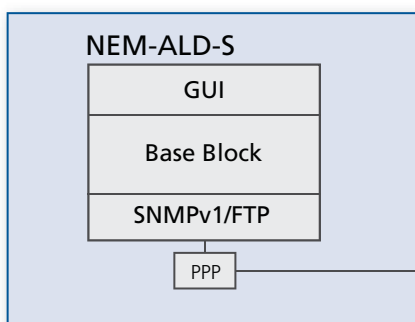 NEM-ALD-S
GUI
Base Block
SNMPv1/FTP
PPP